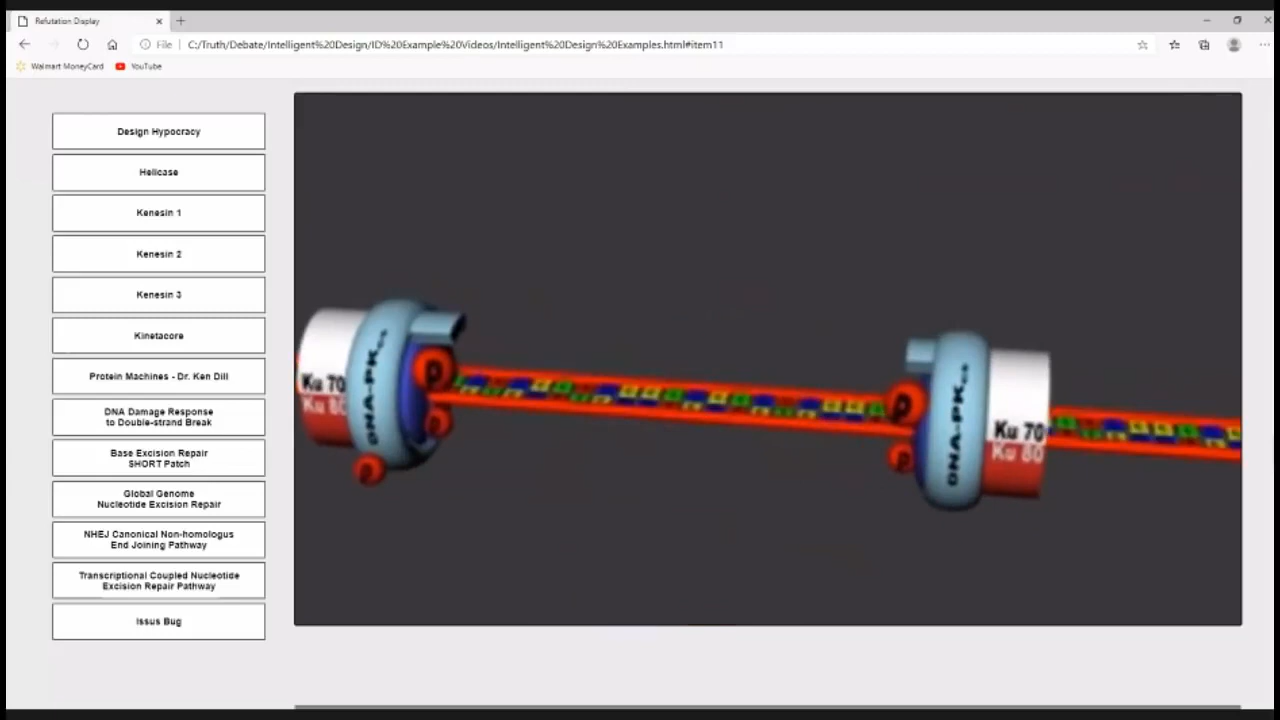 Refutation Display
File
C:/Truth/Debate/Intelligent%20Design/ID%20Example%20Videos/Intelligent%20Design%20Examples.html#item11
Walmart MoneyCard
YouTube
Design Hypocracy
Helicase
Kenesin 1
Kenesin 2
Kenesin 3
Kinetacore
Protein Machines - Dr. Ken Dill
DNA Damage Response
to Double-strand Break
Base Excision Repair
SHORT Patch
Global Genome
Nucleotide Excision Repair
NHEJ Canonical Non-homologus
End Joining Pathway
Transcriptional Coupled Nucleotide
Excision Repair Pathway
Issus Bug
Ku 70
Ku 80
DNA-PKcs
P
P
P
P
P
DNA-PKcs
Ku 70
Ku 80